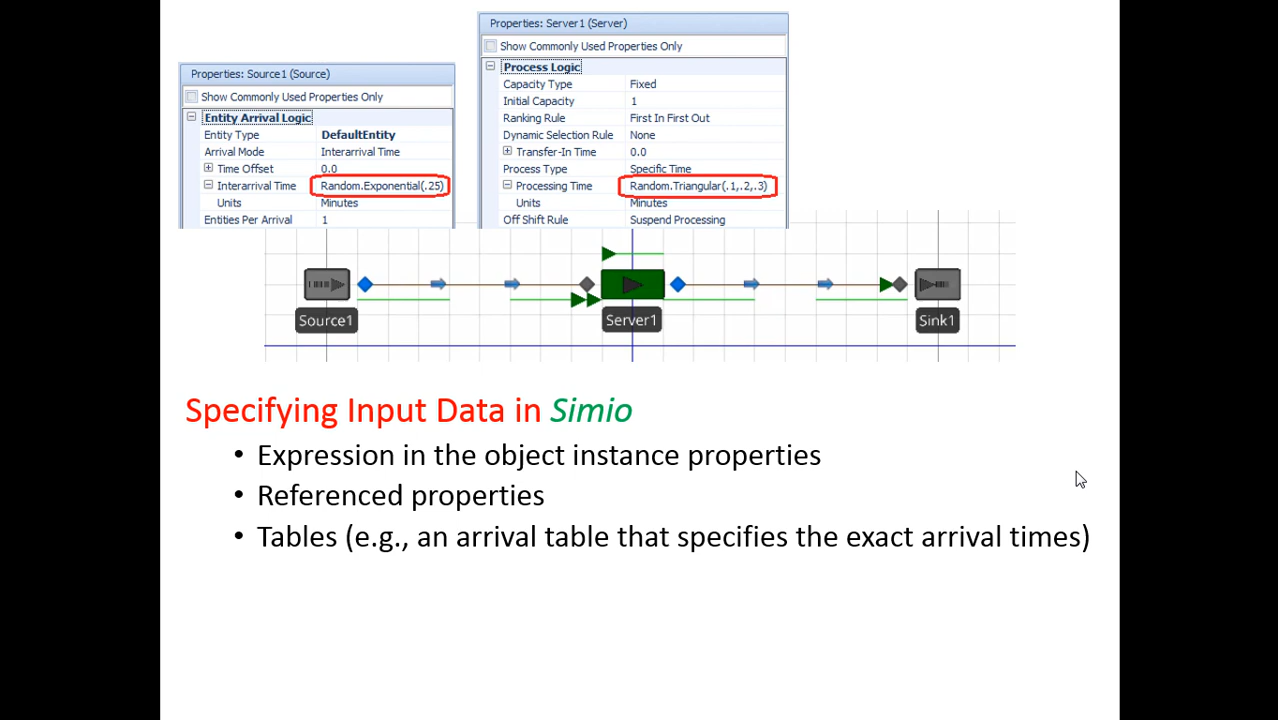 Properties: Server1 (Server)
Show Commonly Used Properties Only
Process Logic
Capacity Type Fixed
Initial Capacity 1
Ranking Rule First In First Out
Dynamic Selection Rule None
Transfer-In Time 0.0
Process Type Specific Time
Processing Time Random.Triangular(.1,.2,.3)
Units Minutes
Off Shift Rule Suspend Processing
Properties: Source1 (Source)
Show Commonly Used Properties Only
Entity Arrival Logic
Entity Type DefaultEntity
Arrival Mode Interarrival Time
Time Offset 0.0
Interarrival Time Random.Exponential(.25)
Units Minutes
Entities Per Arrival 1
Source1
Server1
Sink1
Specifying Input Data in Simio
• Expression in the object instance properties
• Referenced properties
• Tables (e.g., an arrival table that specifies the exact arrival times)